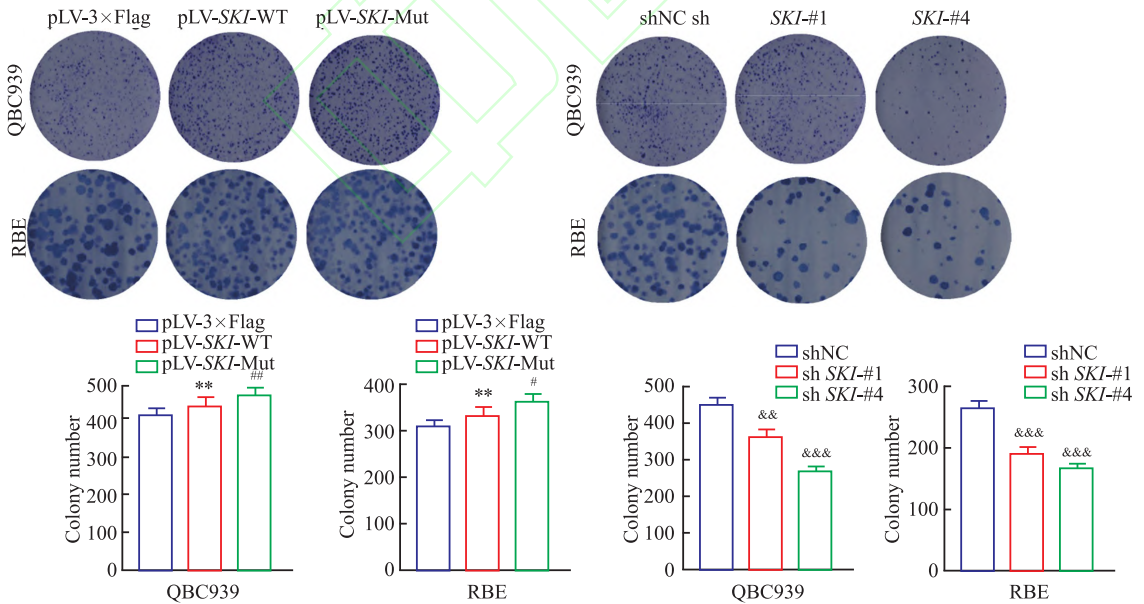 pLV-3×Flag pLV-SKI-WT pLV-SKI-Mut
shNC sh SKI-#1 SKI-#4
QBC939
RBE
QBC939
RBE
pLV-3×Flag
pLV-SKI-WT
pLV-SKI-Mut
Colony number
500
400
200
100
0
**
##
QBC939
pLV-3×Flag
pLV-SKI-WT
pLV-SKI-Mut
Colony number
400
300
200
100
0
**
#
RBE
shNC
sh SKI-#1
sh SKI-#4
Colony number
500
400
300
200
100
0
&&
&&&
QBC939
shNC
sh SKI-#1
sh SKI-#4
Colony number
300
200
100
0
&&&
&&&
RBE